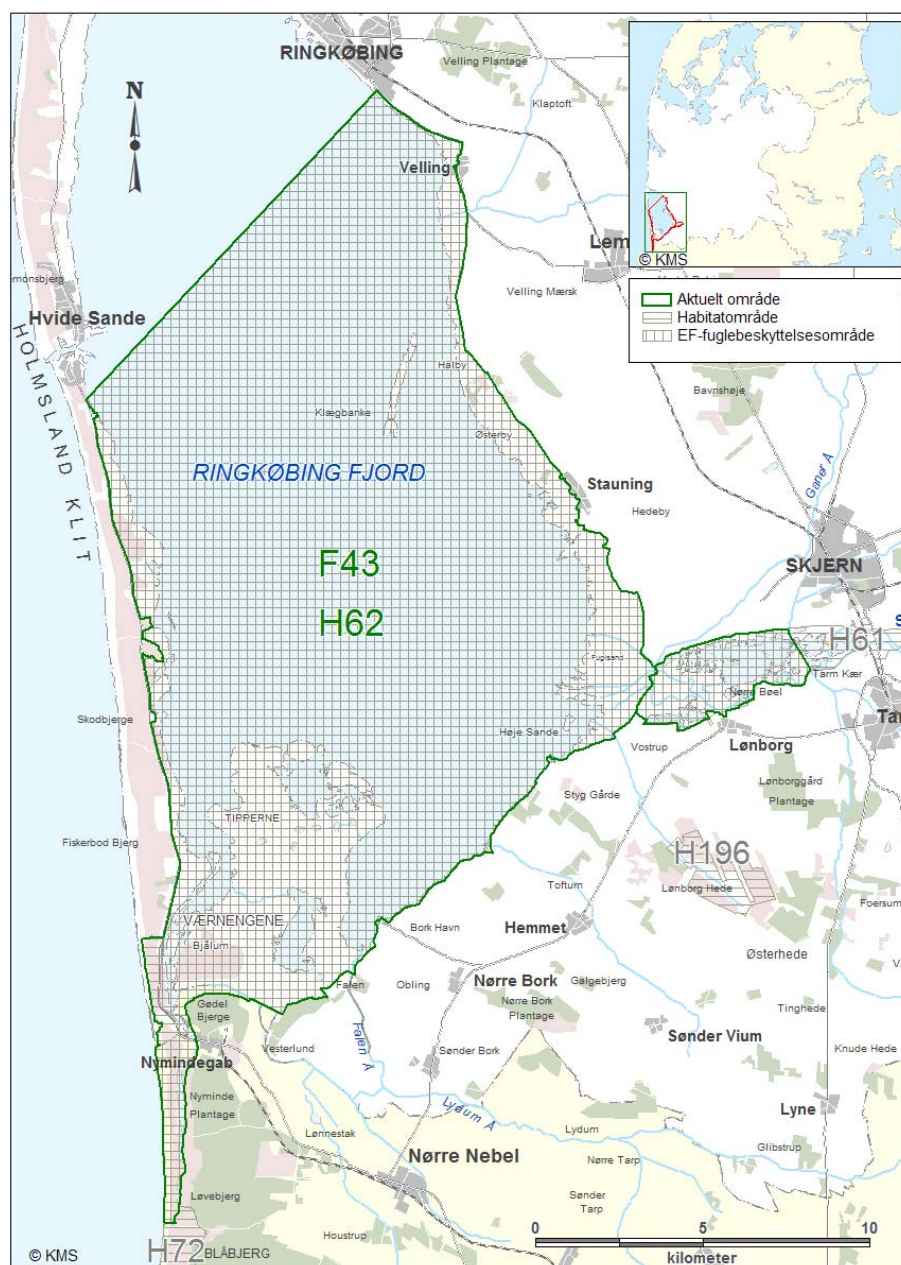 RINGKØBING
Velling Plantage
Klaptoft
N
Velling
Lem
© KMS
Velling Mærsk
Aktuelt område
Habitatområde
EF-fuglebeskyttelsesområde
Hvide Sande
HOLMSLAND KLIT
Halby
Klægbanke
Østerby
Bavnshøje
RINGKØBING FJORD
Stauning
Hedeby
Ganer Å
SKJERN
F43
H62
H61
Fuglsand
Tarm Kær
Nørre Bøel
Tar
Skodbjerge
Høje Sande
Vostrup
Lønborg
Lønborggård
Plantage
Styg Gårde
TIPPERNE
Fiskerbod Bjerg
H196
Toftum
Lønborg Hede
Foersum
VÆRNENGENE
Bjålum
Bork Havn
Hemmet
Østerhede
Falen
Obling
Nørre Bork
Galgebjerg
Nørre Bork
Plantage
Tinghede
Gødel
Bjerge
Sønder Vium
Vesterlund
Falen Å
Knude Hede
Nymindegab
Sønder Bork
Nyminde
Plantage
Lydum Å
Lyne
Lønnestak
Lydum
Glibstrup
Nørre Nebel
Nørre Tarp
Løvebjerg
Sønder
Tarp
Houstrup
0 5 10
kilometer
© KMS
H72
BLÅBJERG